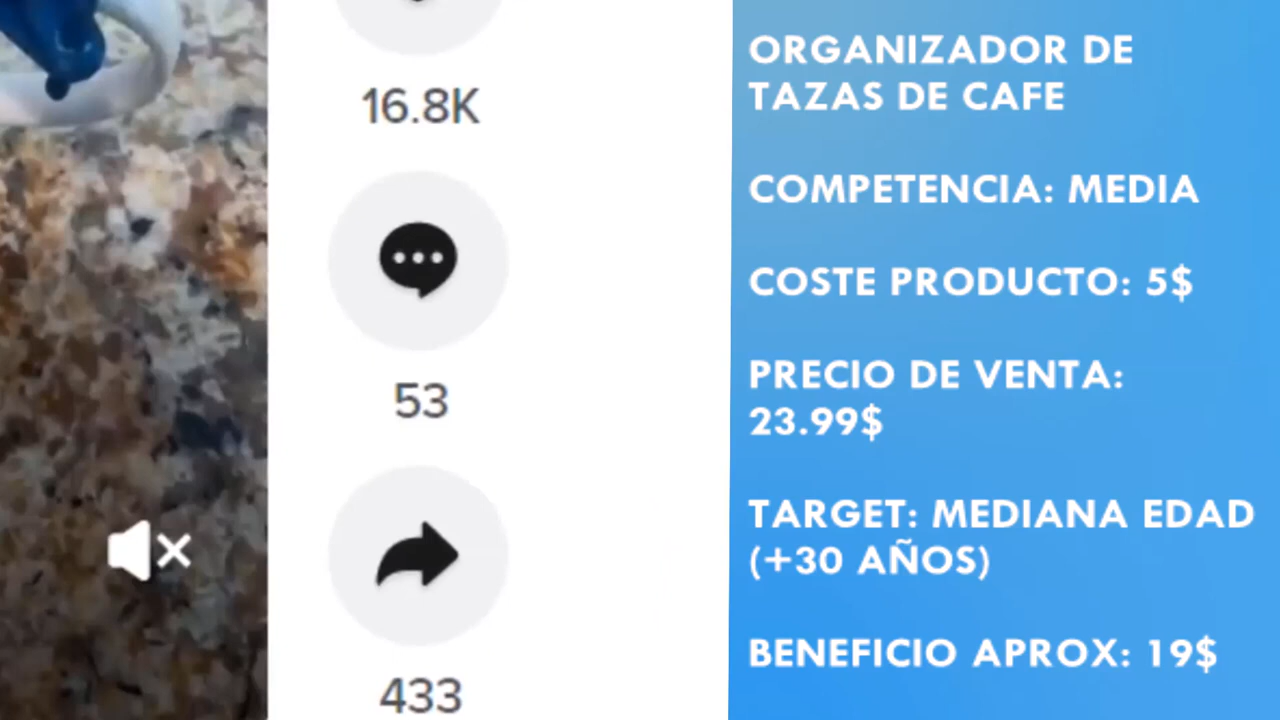 16.8K
53
433
ORGANIZADOR DE
TAZAS DE CAFE
COMPETENCIA: MEDIA
COSTE PRODUCTO: 5$
PRECIO DE VENTA:
23.99$
TARGET: MEDIANA EDAD
(+30 AÑOS)
BENEFICIO APROX: 19$